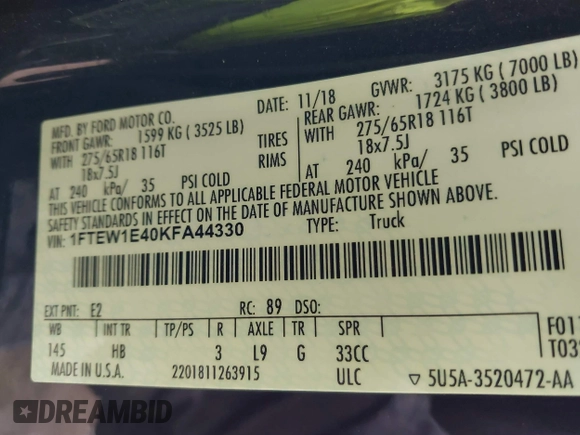 MFD. BY FORD MOTOR CO. DATE: 11/18 GVWR: 3175 KG ( 7000 LB)
FRONT GAWR: 1599 KG ( 3525 LB) REAR GAWR: 1724 KG ( 3800 LB)
WITH 275/65R18 116T TIRES WITH 275/65R18 116T
18x7.5J RIMS 18x7.5J
AT 240 kPa/ 35 PSI COLD AT 240 kPa/ 35 PSI COLD
THIS VEHICLE CONFORMS TO ALL APPLICABLE FEDERAL MOTOR VEHICLE
SAFETY STANDARDS IN EFFECT ON THE DATE OF MANUFACTURE SHOWN ABOVE.
VIN: 1FTEW1E40KFA44330 TYPE: Truck
EXT PNT: E2 RC: 89 DSO:
WB INT TR TP/PS R AXLE TR SPR
145 HB 3 L9 G 33CC
MADE IN U.S.A. 2201811263915 ULC ▽ 5U5A-3520472-AA
DREAMBID